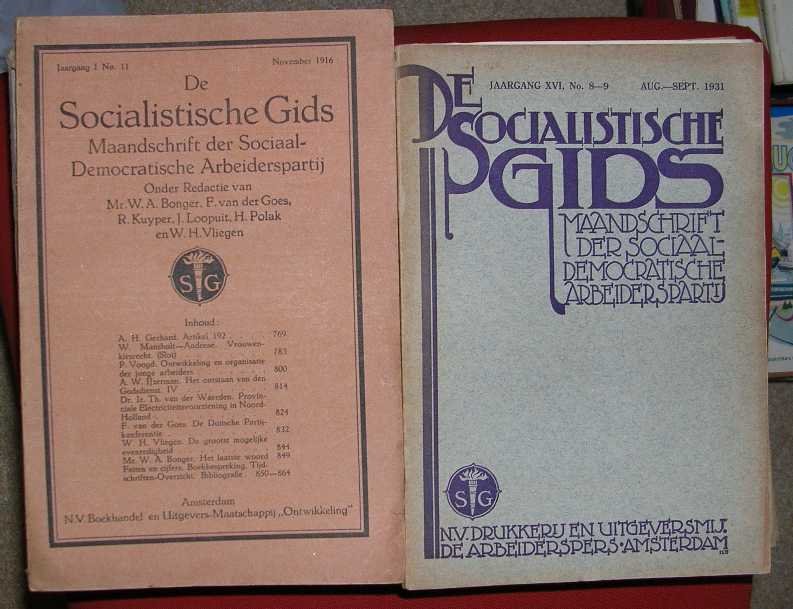 Jaargang I No. 11 November 1916
De
Socialistische Gids
Maandschrift der Sociaal-
Democratische Arbeiderspartij
Onder Redactie van
Mr. W. A. Bonger, F. van der Goes,
R. Kuyper, J. Loopuit, H. Polak
en W. H. Vliegen
S G
Inhoud:
A. H. Gerhard. Artikel 192 . . 769
W. Mansholt—Andreae. Vrouwen-
kiesrecht. (Slot) . . . 783
P. Voogd. Ontwikkeling en organisatie
der jonge arbeiders . . . 800
A. W. IJzerman. Het ontstaan van den
Godsdienst. IV . . . 814
Dr. Ir. Th. van der Waerden. Provin-
ciale Electriciteitsvoorziening in Noord-
Holland . . . 824
F. van der Goes. De Duitsche Partij-
konferentie . . . 832
W. H. Vliegen. De grootst mogelijke
evenredigheid . . . 844
Mr. W. A. Bonger. Het laatste woord 849
Feiten en cijfers. Boekbespreking. Tijd-
schriften-Overzicht. Bibliografie. 850—864
Amsterdam
N.V. Boekhandel en Uitgevers-Maatschappij „Ontwikkeling"
JAARGANG XVI, No. 8—9 AUG.—SEPT. 1931
DE
SOCIALISTISCHE
GIDS
MAANDSCHRIFT
DER SOCIAAL-
DEMOCRATISCHE
ARBEIDERSPARTIJ
S G
N.V. DRUKKERIJ EN UITGEVERSMIJ.
DE ARBEIDERSPERS • AMSTERDAM